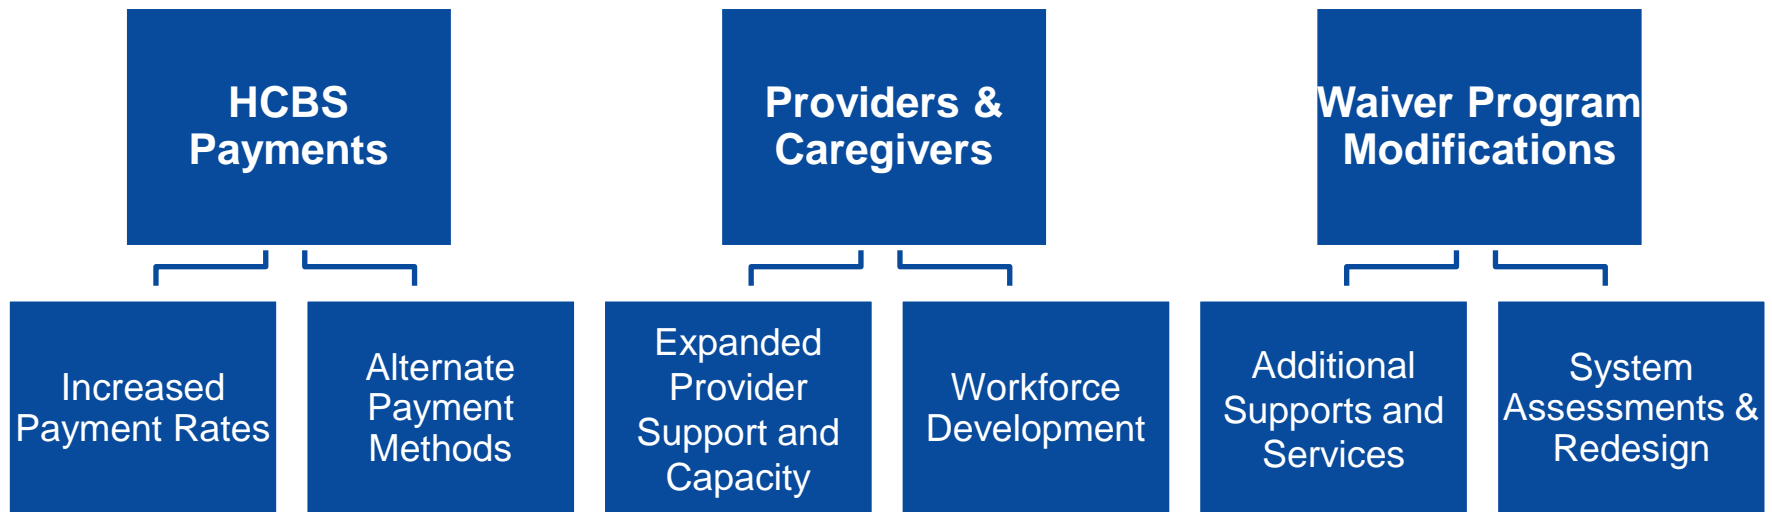 HCBS
Payments
Providers &
Caregivers
Waiver Program
Modifications
Increased
Payment Rates
Alternate
Payment
Methods
Expanded
Provider
Support and
Capacity
Workforce
Development
Additional
Supports and
Services
System
Assessments &
Redesign